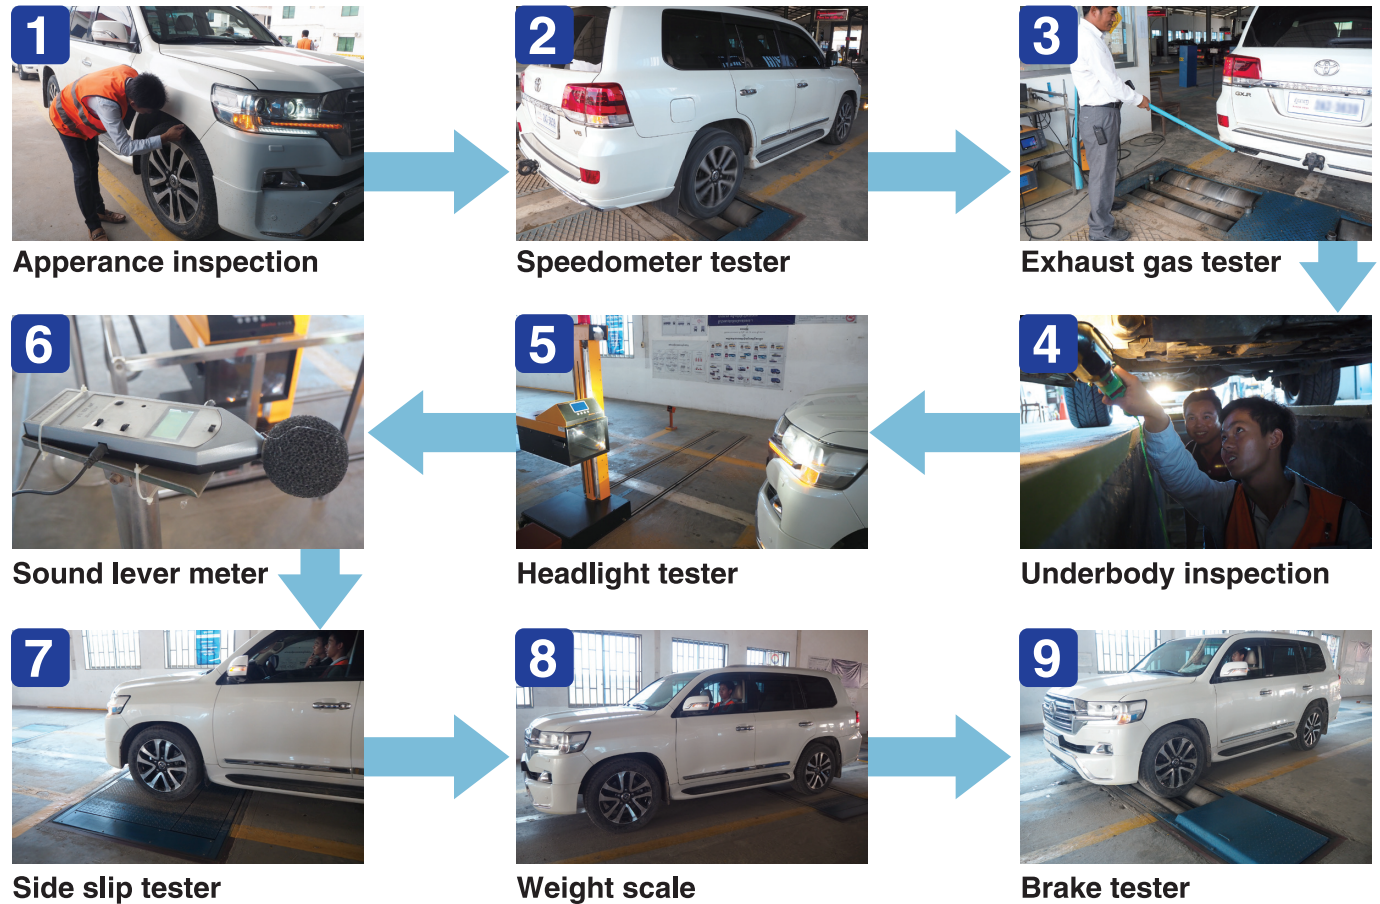 1
2
3
Apperance inspection
Speedometer tester
Exhaust gas tester
GX.R
6
5
4
Sound lever meter
Headlight tester
Underbody inspection
7
8
9
Side slip tester
Weight scale
Brake tester